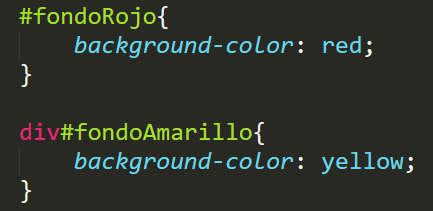 #fondoRojo{
    background-color: red;
}

div#fondoAmarillo{
    background-color: yellow;
}